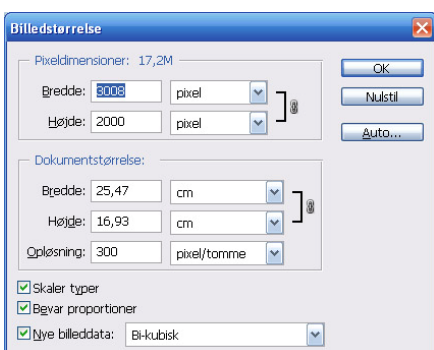 Billedstørrelse
Pixeldimensioner: 17,2M
Bredde: 3008 pixel
Højde: 2000 pixel
OK
Nulstil
Auto...
Dokumentstørrelse:
Bredde: 25,47 cm
Højde: 16,93 cm
Opløsning: 300 pixel/tomme
Skaler typer
Bevar proportioner
Nye billeddata: Bi-kubisk